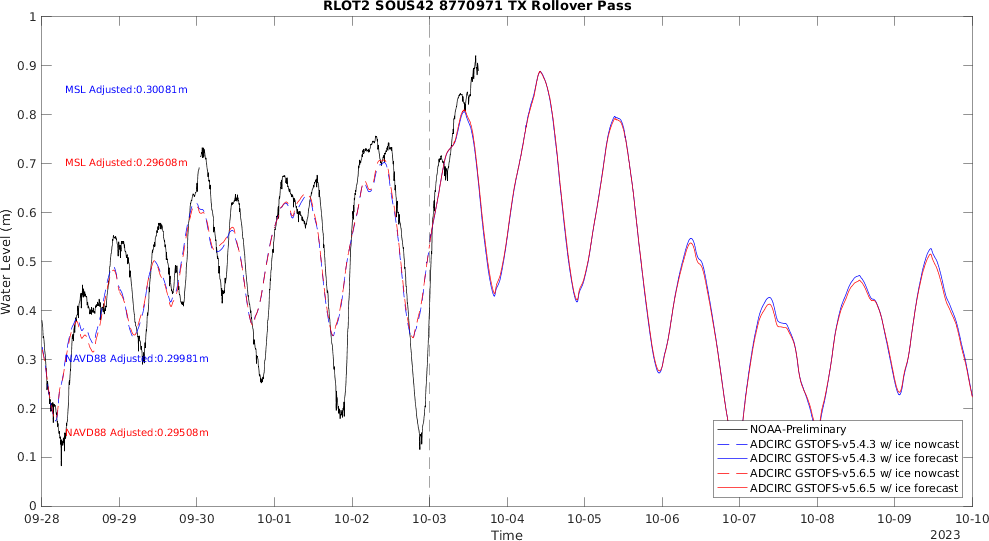 RLOT2 SOUS42 8770971 TX Rollover Pass
Water Level (m)
1
0.9
0.8
0.7
0.6
0.5
0.4
0.3
0.2
0.1
0
MSL Adjusted:0.30081m
MSL Adjusted:0.29608m
NAVD88 Adjusted:0.29981m
NAVD88 Adjusted:0.29508m
NOAA-Preliminary
ADCIRC GSTOFS-v5.4.3 w/ ice nowcast
ADCIRC GSTOFS-v5.4.3 w/ ice forecast
ADCIRC GSTOFS-v5.6.5 w/ ice nowcast
ADCIRC GSTOFS-v5.6.5 w/ ice forecast
09-28 09-29 09-30 10-01 10-02 10-03 10-04 10-05 10-06 10-07 10-08 10-09 10-10
Time
2023